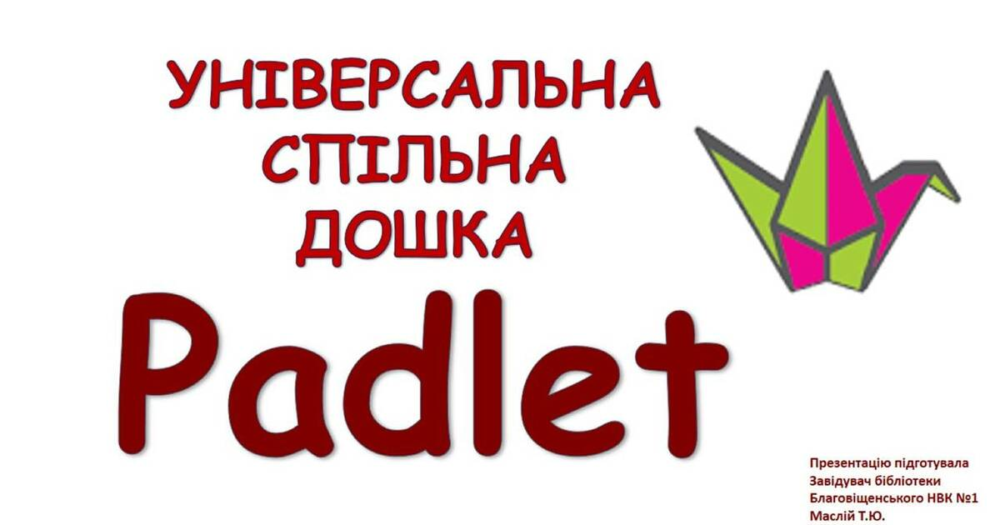 УНІВЕРСАЛЬНА
СПІЛЬНА
ДОШКА
Padlet
Презентацію підготувала
Завідувач бібліотеки
Благовіщенського НВК №1
Маслій Т.Ю.